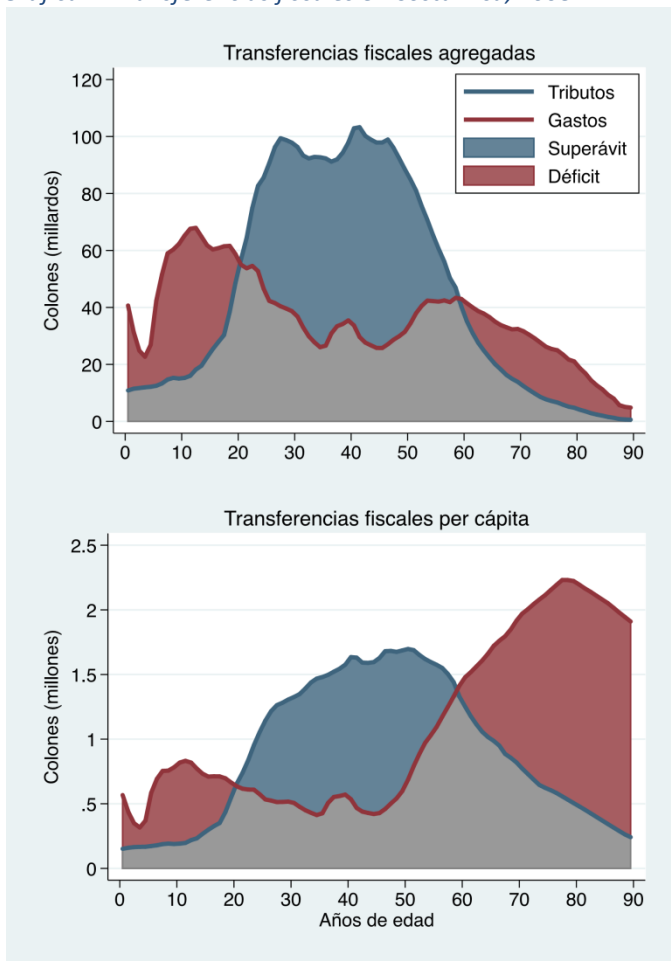 Transferencias fiscales agregadas
120
100
80
60
40
20
0
Colones (millardos)
Tributos
Gastos
Superávit
Déficit
0 10 20 30 40 50 60 70 80 90
Transferencias fiscales per cápita
2.5
2
1.5
1
.5
0
Colones (millones)
0 10 20 30 40 50 60 70 80 90
Años de edad